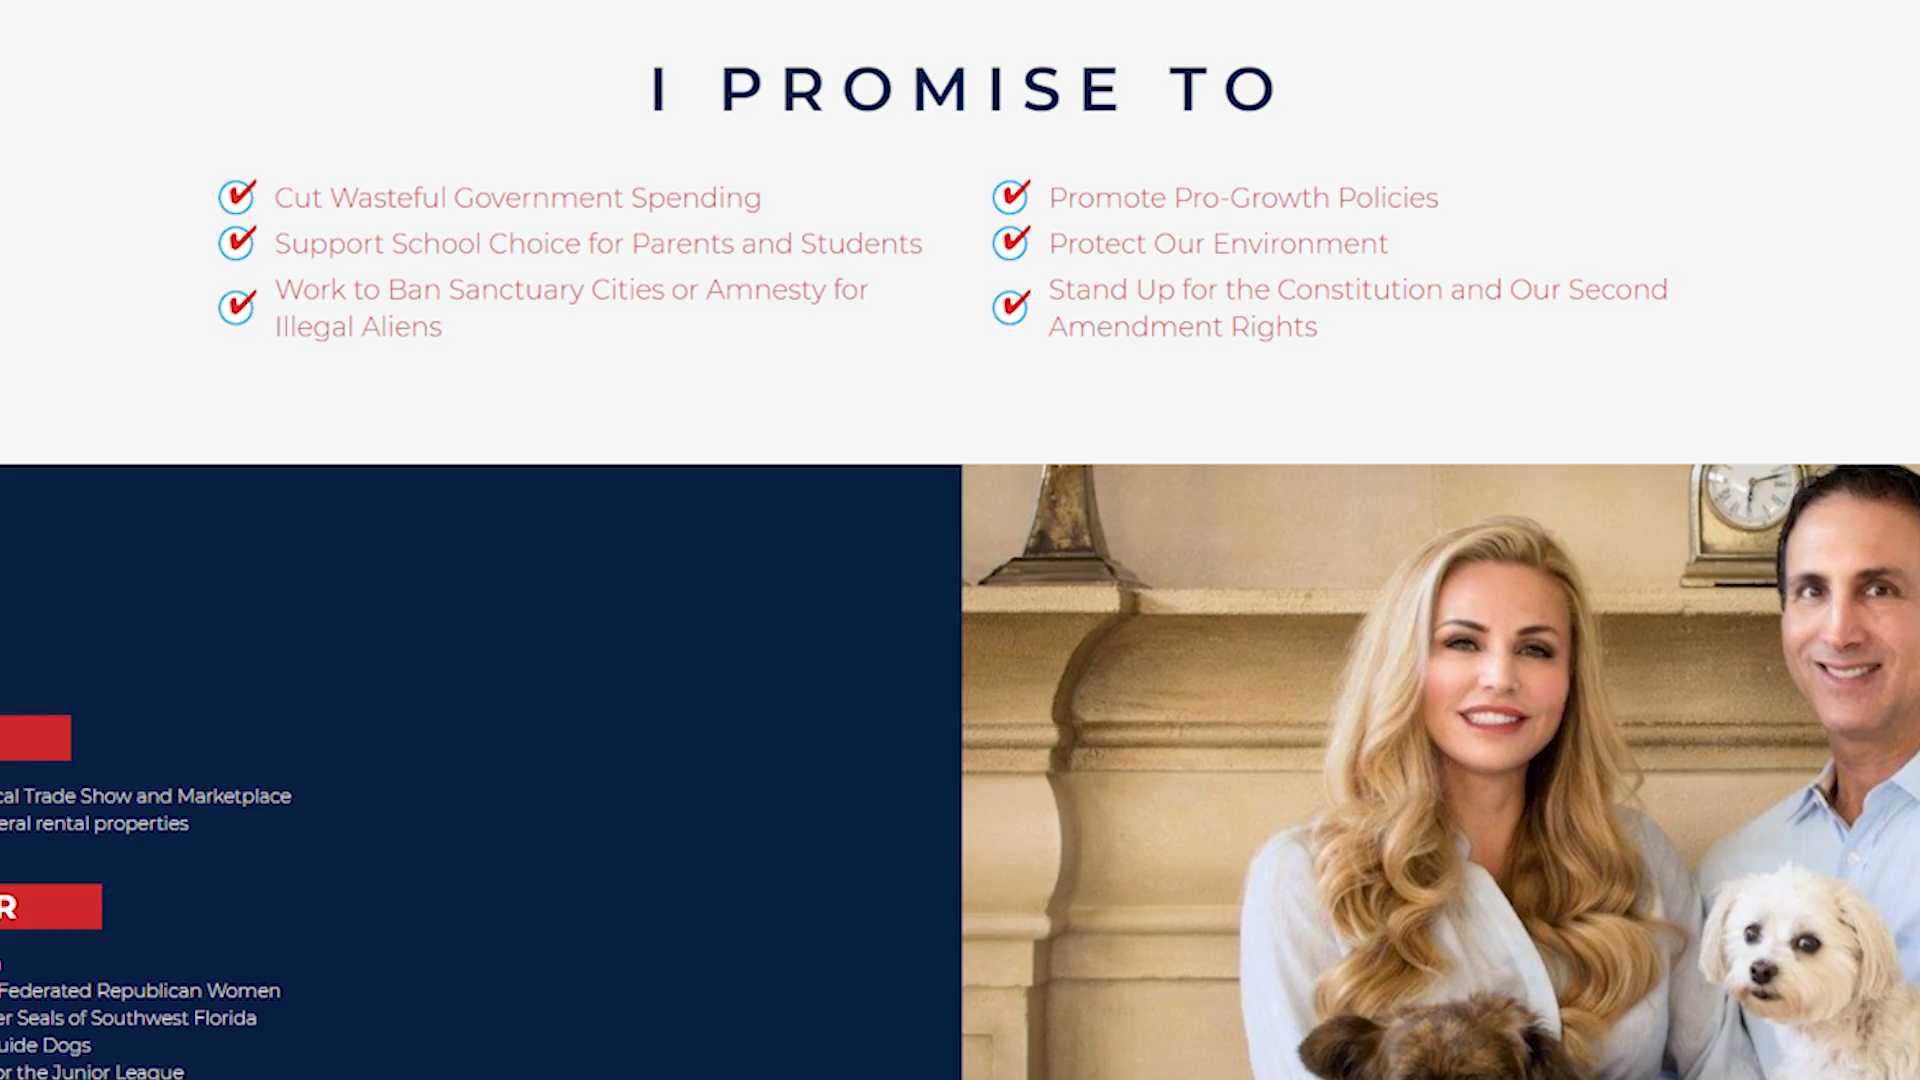 I PROMISE TO
Cut Wasteful Government Spending
Support School Choice for Parents and Students
Work to Ban Sanctuary Cities or Amnesty for
Illegal Aliens
Promote Pro-Growth Policies
Protect Our Environment
Stand Up for the Constitution and Our Second
Amendment Rights
cal Trade Show and Marketplace
eral rental properties
R
Federated Republican Women
er Seals of Southwest Florida
uide Dogs
or the Junior League